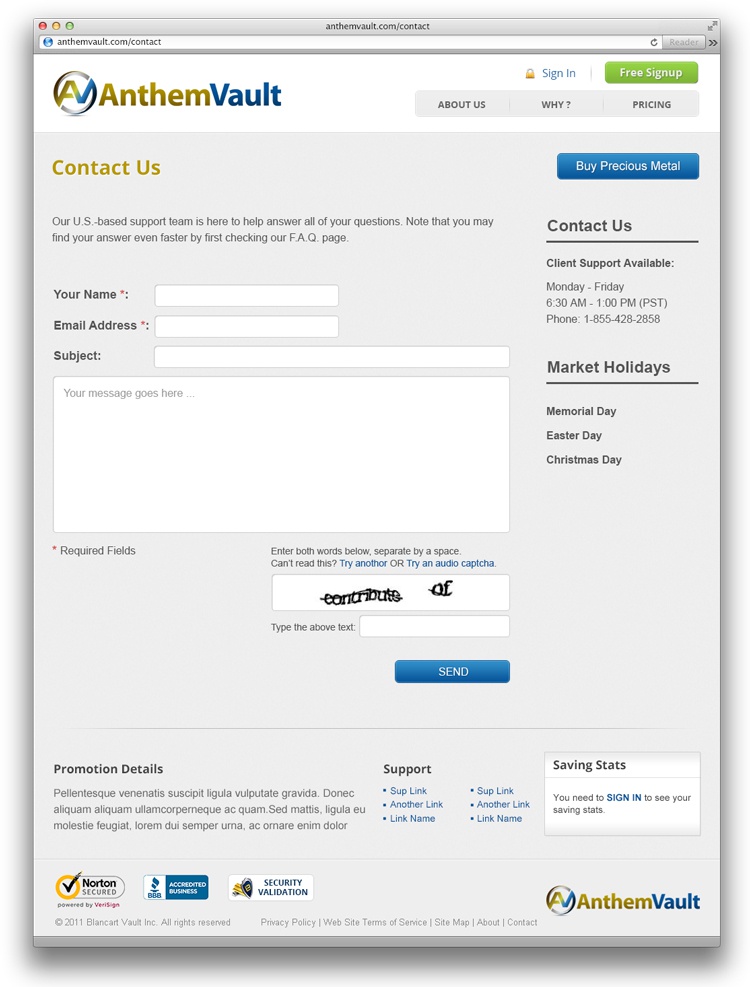 anthemvault.com/contact
anthemvault.com/contact
Reader
AV AnthemVault
Sign In
Free Signup
ABOUT US
WHY ?
PRICING
Contact Us
Buy Precious Metal
Our U.S.-based support team is here to help answer all of your questions. Note that you may
find your answer even faster by first checking our F.A.Q. page.
Your Name *:
Email Address *:
Subject:
Your message goes here ...
* Required Fields
Enter both words below, separate by a space.
Can't read this? Try anothor OR Try an audio captcha.
contribute of
Type the above text:
SEND
Contact Us
Client Support Available:
Monday - Friday
6:30 AM - 1:00 PM (PST)
Phone: 1-855-428-2858
Market Holidays
Memorial Day
Easter Day
Christmas Day
Promotion Details
Pellentesque venenatis suscipit ligula vulputate gravida. Donec
aliquam aliquam ullamcorperneque ac quam.Sed mattis, ligula eu
molestie feugiat, lorem dui semper urna, ac ornare enim dolor
Support
Sup Link
Another Link
Link Name
Sup Link
Another Link
Link Name
Saving Stats
You need to SIGN IN to see your
saving stats.
Norton
SECURED
powered by VeriSign
BBB
ACCREDITED
BUSINESS
SECURITY
VALIDATION
AV AnthemVault
© 2011 Blancart Vault Inc. All rights reserved
Privacy Policy | Web Site Terms of Service | Site Map | About | Contact